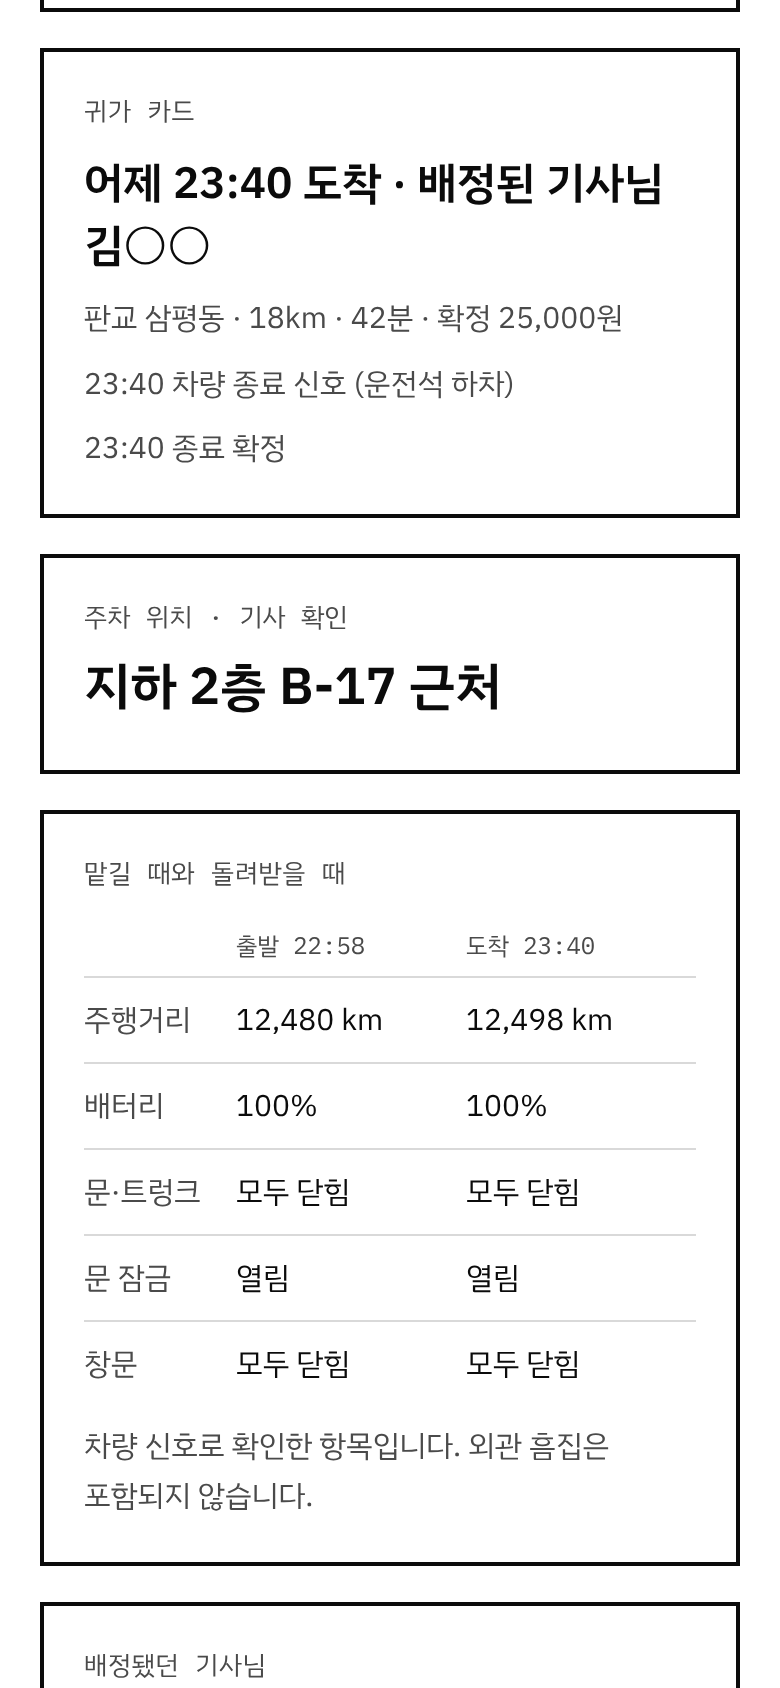 귀가 카드
어제 23:40 도착 · 배정된 기사님
김○○
판교 삼평동 · 18km · 42분 · 확정 25,000원
23:40 차량 종료 신호 (운전석 하차)
23:40 종료 확정
주차 위치 · 기사 확인
지하 2층 B-17 근처
맡길 때와 돌려받을 때
출발 22:58 도착 23:40
주행거리 12,480 km 12,498 km
배터리 100% 100%
문·트렁크 모두 닫힘 모두 닫힘
문 잠금 열림 열림
창문 모두 닫힘 모두 닫힘
차량 신호로 확인한 항목입니다. 외관 흠집은
포함되지 않습니다.
배정됐던 기사님